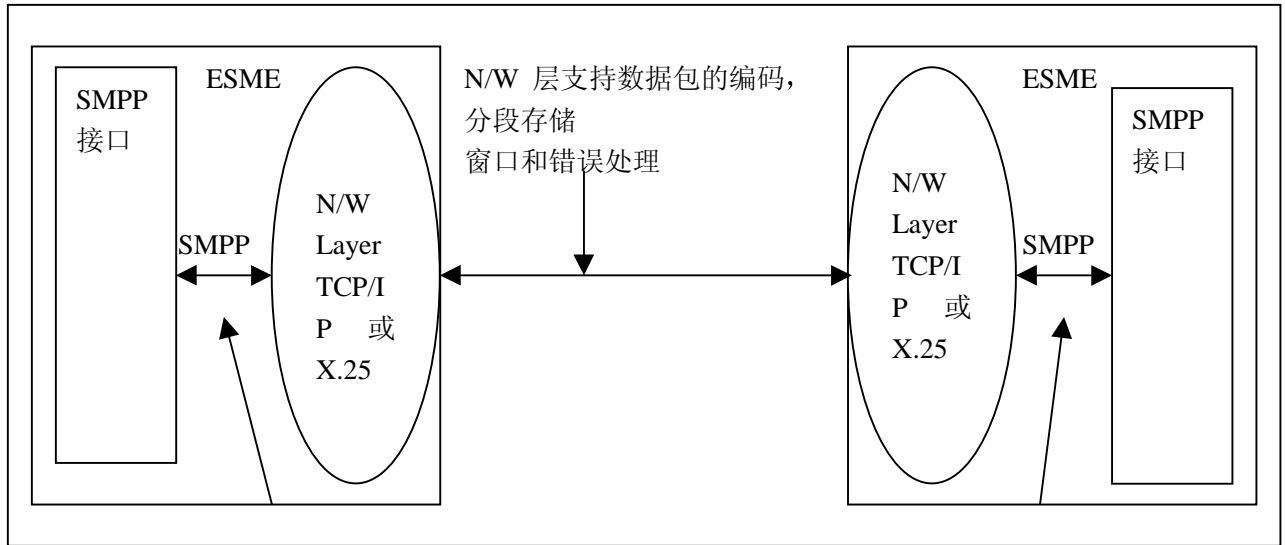 ESME
SMPP
接口
SMPP
N/W
Layer
TCP/I
P 或
X.25
N/W 层支持数据包的编码，
分段存储
窗口和错误处理
ESME
N/W
Layer
TCP/I
P 或
X.25
SMPP
SMPP
接口